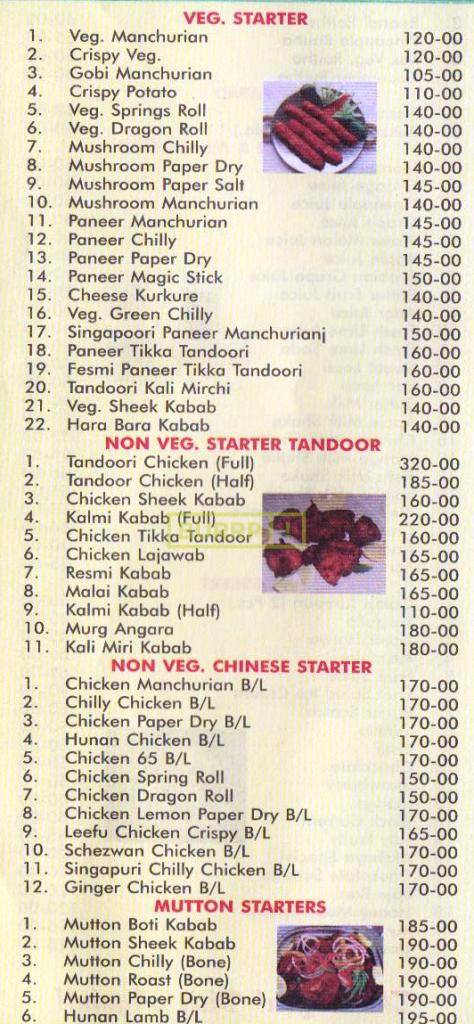 VEG. STARTER
1. Veg. Manchurian 120-00
2. Crispy Veg. 120-00
3. Gobi Manchurian 105-00
4. Crispy Potato 110-00
5. Veg. Springs Roll 140-00
6. Veg. Dragon Roll 140-00
7. Mushroom Chilly 140-00
8. Mushroom Paper Dry 140-00
9. Mushroom Paper Salt 145-00
10. Mushroom Manchurian 140-00
11. Paneer Manchurian 145-00
12. Paneer Chilly 145-00
13. Paneer Paper Dry 145-00
14. Paneer Magic Stick 150-00
15. Cheese Kurkure 140-00
16. Veg. Green Chilly 140-00
17. Singapoori Paneer Manchurianj 150-00
18. Paneer Tikka Tandoori 160-00
19. Fesmi Paneer Tikka Tandoori 160-00
20. Tandoori Kali Mirchi 160-00
21. Veg. Sheek Kabab 140-00
22. Hara Bara Kabab 140-00
NON VEG. STARTER TANDOOR
1. Tandoori Chicken (Full) 320-00
2. Tandoor Chicken (Half) 185-00
3. Chicken Sheek Kabab 160-00
4. Kalmi Kabab (Full) 220-00
5. Chicken Tikka Tandoor 160-00
6. Chicken Lajawab 165-00
7. Resmi Kabab 165-00
8. Malai Kabab 165-00
9. Kalmi Kabab (Half) 110-00
10. Murg Angara 180-00
11. Kali Miri Kabab 180-00
NON VEG. CHINESE STARTER
1. Chicken Manchurian B/L 170-00
2. Chilly Chicken B/L 170-00
3. Chicken Paper Dry B/L 170-00
4. Hunan Chicken B/L 170-00
5. Chicken 65 B/L 170-00
6. Chicken Spring Roll 150-00
7. Chicken Dragon Roll 150-00
8. Chicken Lemon Paper Dry B/L 170-00
9. Leefu Chicken Crispy B/L 165-00
10. Schezwan Chicken B/L 170-00
11. Singapuri Chilly Chicken B/L 170-00
12. Ginger Chicken B/L 170-00
MUTTON STARTERS
1. Mutton Boti Kabab 185-00
2. Mutton Sheek Kabab 190-00
3. Mutton Chilly (Bone) 190-00
4. Mutton Roast (Bone) 190-00
5. Mutton Paper Dry (Bone) 190-00
6. Hunan Lamb B/L 195-00